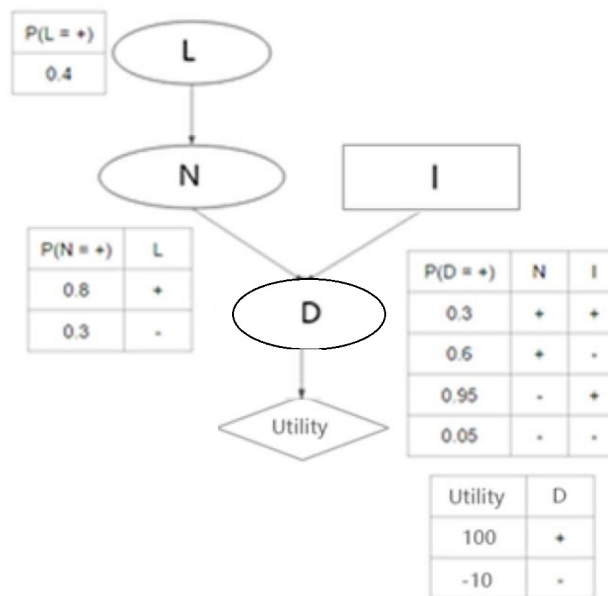 P(L = +)
0.4
L
N
I
P(N = +) L
0.8 +
0.3 -
D
P(D = +) N I
0.3 + +
0.6 + -
0.95 - +
0.05 - -
Utility
Utility D
100 +
-10 -